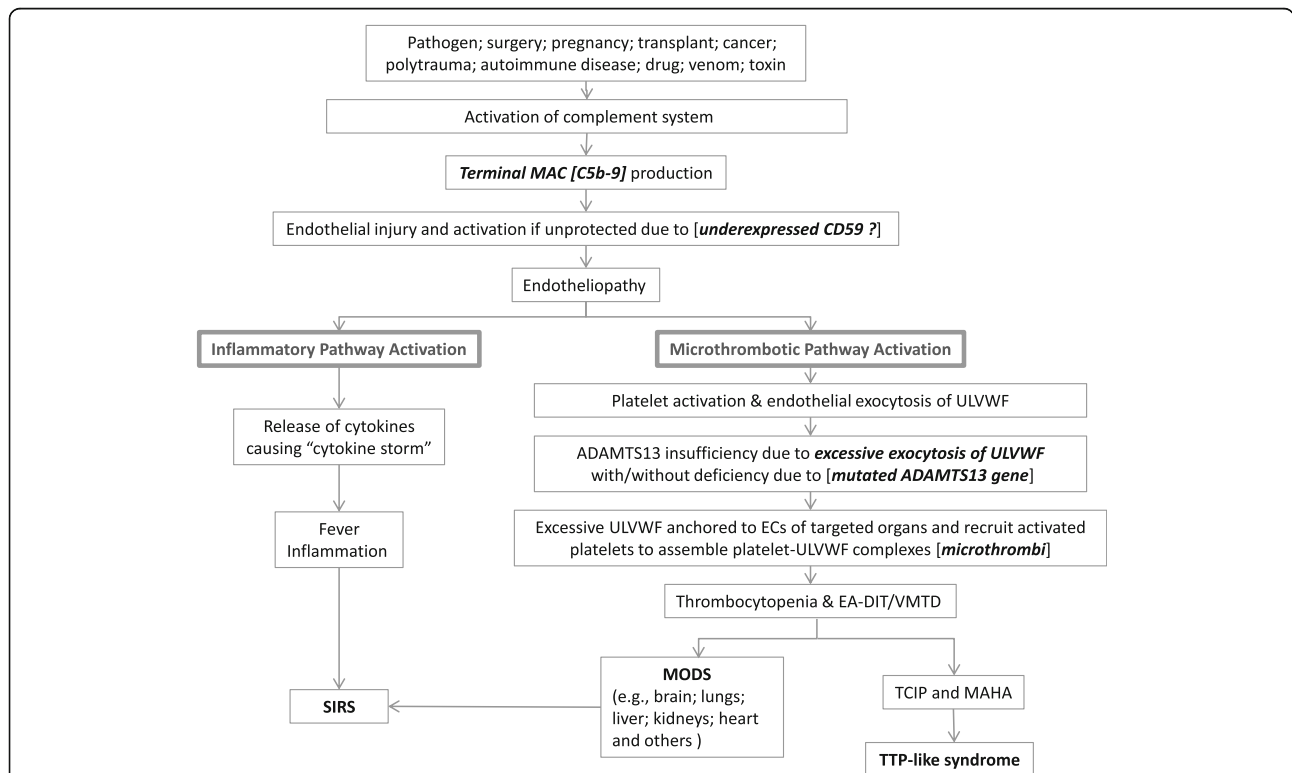 Pathogen; surgery; pregnancy; transplant; cancer;
polytrauma; autoimmune disease; drug; venom; toxin
Activation of complement system
Terminal MAC [C5b-9] production
Endothelial injury and activation if unprotected due to [underexpressed CD59 ?]
Endotheliopathy
Inflammatory Pathway Activation
Microthrombotic Pathway Activation
Release of cytokines
causing “cytokine storm”
Fever
Inflammation
Platelet activation & endothelial exocytosis of ULVWF
ADAMTS13 insufficiency due to excessive exocytosis of ULVWF
with/without deficiency due to [mutated ADAMTS13 gene]
Excessive ULVWF anchored to ECs of targeted organs and recruit activated
platelets to assemble platelet-ULVWF complexes [microthrombi]
Thrombocytopenia & EA-DIT/VMTD
SIRS
MODS
(e.g., brain; lungs;
liver; kidneys; heart
and others )
TCIP and MAHA
TTP-like syndrome